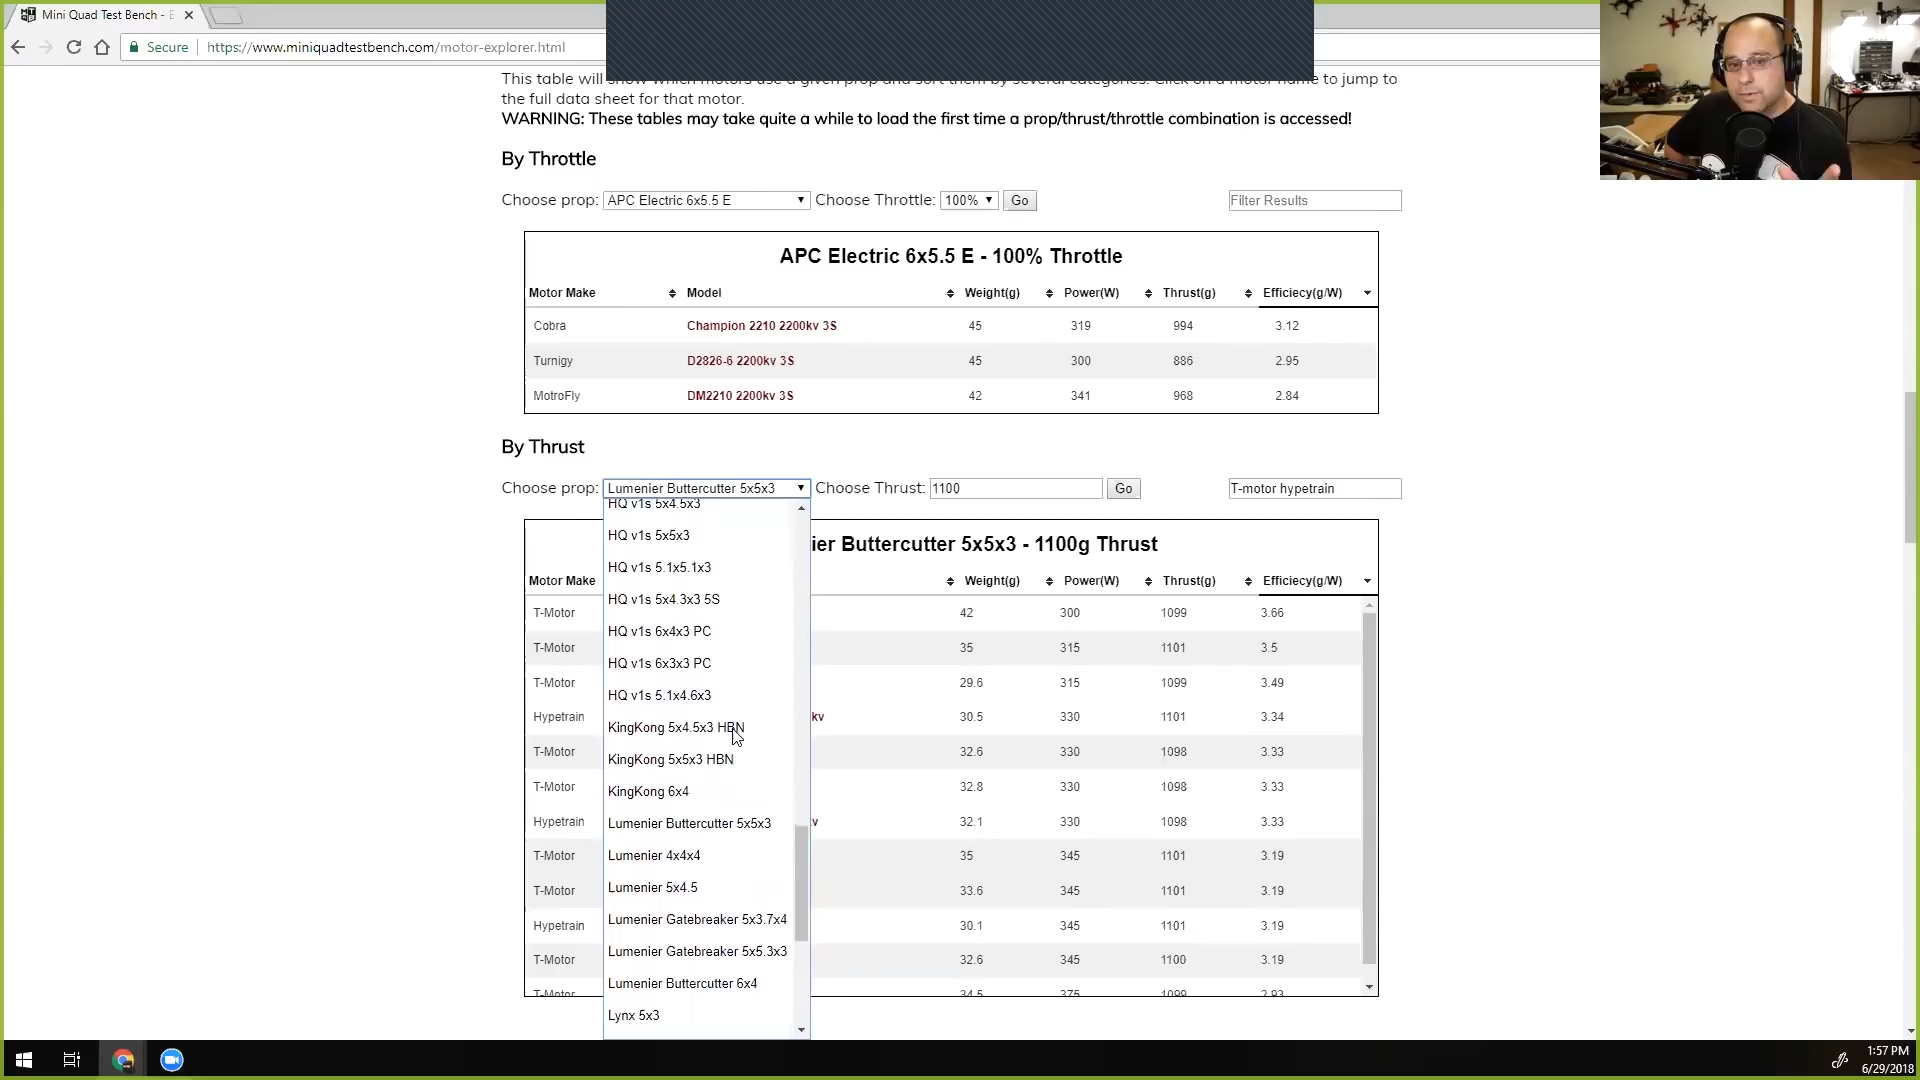 Mini Quad Test Bench - E
Secure
https://www.miniquadtestbench.com/motor-explorer.html
This table will show which motors use a given prop and sort them by several categories. Click on a motor name to jump to
the full data sheet for that motor.
WARNING: These tables may take quite a while to load the first time a prop/thrust/throttle combination is accessed!
By Throttle
Choose prop: APC Electric 6x5.5 E Choose Throttle: 100% Go Filter Results
APC Electric 6x5.5 E - 100% Throttle
Motor Make Model Weight(g) Power(W) Thrust(g) Efficiecy(g/W)
Cobra Champion 2210 2200kv 3S 45 319 994 3.12
Turnigy D2826-6 2200kv 3S 45 300 886 2.95
MotroFly DM2210 2200kv 3S 42 341 968 2.84
By Thrust
Choose prop: Lumenier Buttercutter 5x5x3 Choose Thrust: 1100 Go T-motor hypetrain
HQ v1s 5x4.5x3
HQ v1s 5x5x3
HQ v1s 5.1x5.1x3
HQ v1s 5x4.3x3 5S
HQ v1s 6x4x3 PC
HQ v1s 6x3x3 PC
HQ v1s 5.1x4.6x3
KingKong 5x4.5x3 HBN
KingKong 5x5x3 HBN
KingKong 6x4
Lumenier Buttercutter 5x5x3
Lumenier 4x4x4
Lumenier 5x4.5
Lumenier Gatebreaker 5x3.7x4
Lumenier Gatebreaker 5x5.3x3
Lumenier Buttercutter 6x4
Lynx 5x3
ier Buttercutter 5x5x3 - 1100g Thrust
Motor Make Weight(g) Power(W) Thrust(g) Efficiecy(g/W)
T-Motor 42 300 1099 3.66
T-Motor 35 315 1101 3.5
T-Motor 29.6 315 1099 3.49
Hypetrain kv 30.5 330 1101 3.34
T-Motor 32.6 330 1098 3.33
T-Motor 32.8 330 1098 3.33
Hypetrain v 32.1 330 1098 3.33
T-Motor 35 345 1101 3.19
T-Motor 33.6 345 1101 3.19
Hypetrain 30.1 345 1101 3.19
T-Motor 32.6 345 1100 3.19
T-Motor 34.5 375 1099 2.93
1:57 PM
6/29/2018